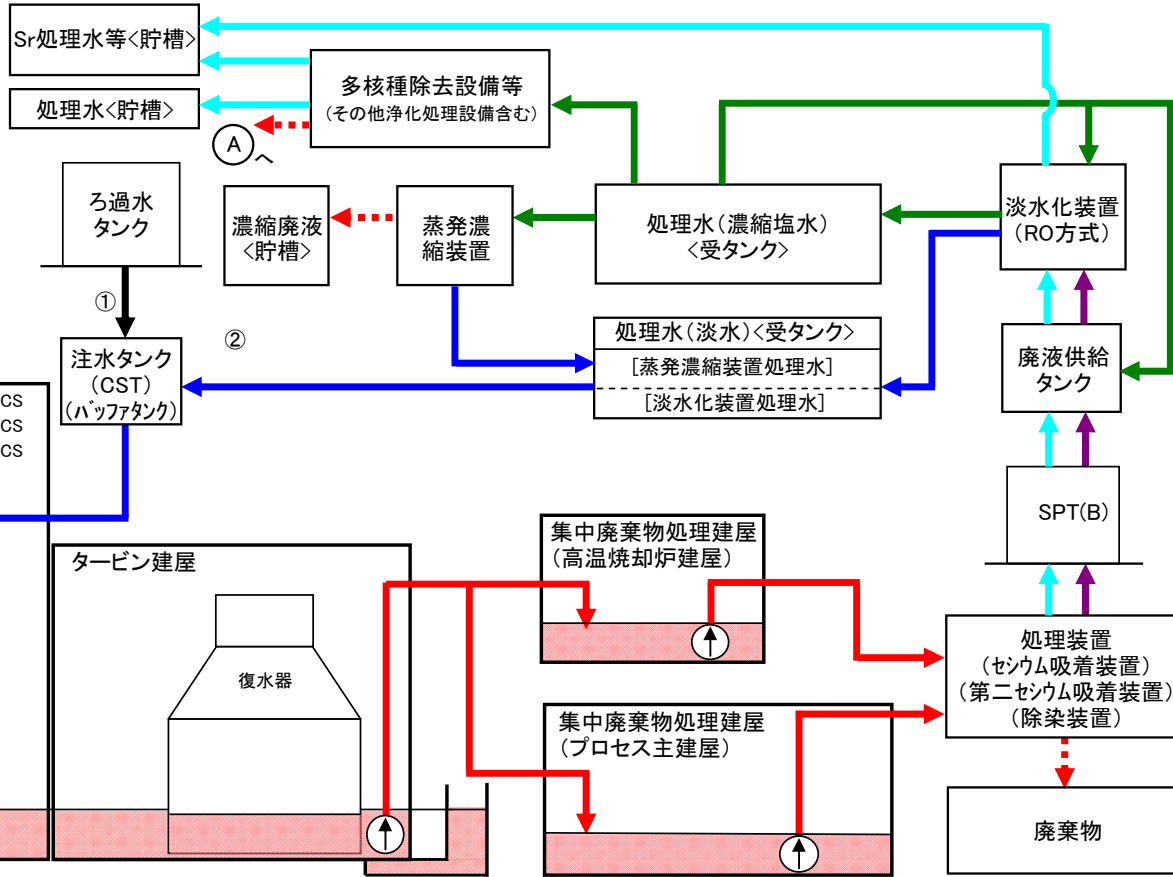 Sr処理水等<貯槽>
処理水<貯槽>
多核種除去設備等
(その他浄化処理設備含む)
A
へ
ろ過水
タンク
濃縮廃液
<貯槽>
蒸発濃
縮装置
処理水(濃縮塩水)
<受タンク>
淡水化装置
(RO方式)
①
②
注水タンク
(CST)
(バッファタンク)
処理水(淡水)<受タンク>
[蒸発濃縮装置処理水]
[淡水化装置処理水]
廃液供給
タンク
CS
CS
CS
SPT(B)
タービン建屋
復水器
集中廃棄物処理建屋
(高温焼却炉建屋)
集中廃棄物処理建屋
(プロセス主建屋)
処理装置
(セシウム吸着装置)
(第二セシウム吸着装置)
(除染装置)
廃棄物